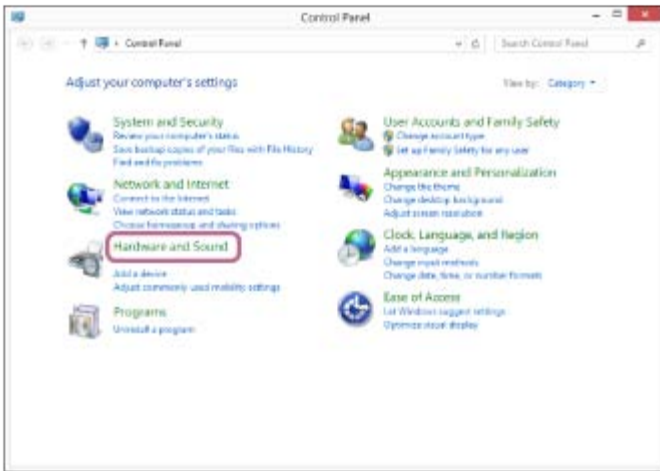 Control Panel
Control Panel
Search Control Panel
Adjust your computer's settings
View by: Category
System and Security
Review your computer's status
Save backup copies of your files with File History
Find and fix problems
Network and Internet
Connect to the Internet
View network status and tasks
Choose homegroup and sharing options
Hardware and Sound
Add a device
Adjust commonly used mobility settings
Programs
Uninstall a program
User Accounts and Family Safety
Change account type
Set up Family Safety for any user
Appearance and Personalization
Change the theme
Change desktop background
Adjust screen resolution
Clock, Language, and Region
Add a language
Change input methods
Change date, time, or number formats
Ease of Access
Let Windows suggest settings
Optimize visual display